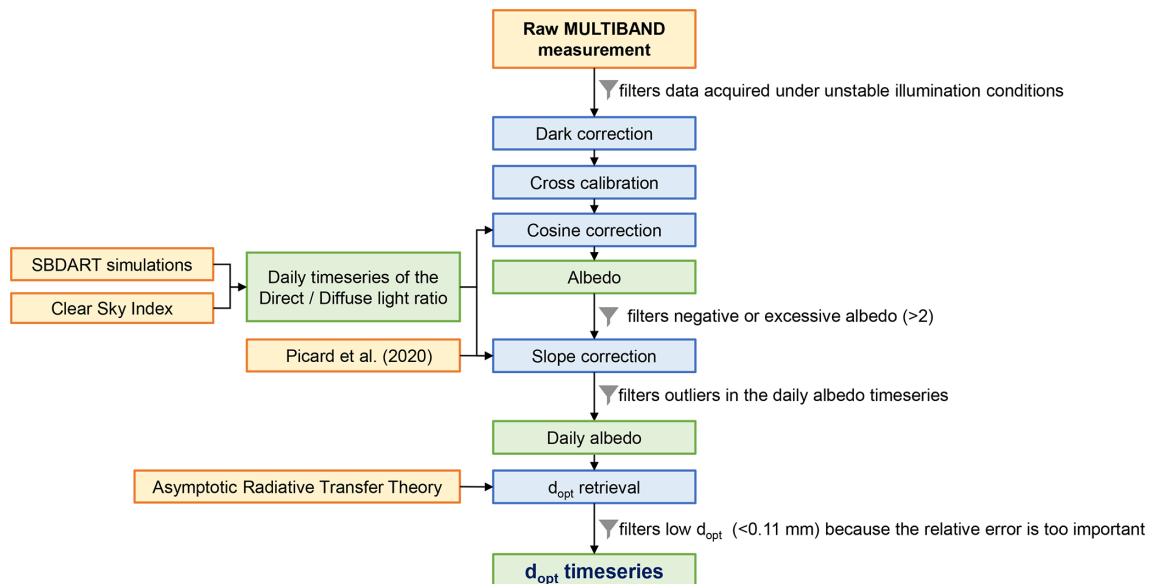 Raw MULTIBAND
measurement
filters data acquired under unstable illumination conditions
Dark correction
Cross calibration
Cosine correction
SBDART simulations
Clear Sky Index
Daily timeseries of the
Direct / Diffuse light ratio
Albedo
filters negative or excessive albedo (>2)
Picard et al. (2020)
Slope correction
filters outliers in the daily albedo timeseries
Daily albedo
Asymptotic Radiative Transfer Theory
dopt retrieval
filters low dopt (<0.11 mm) because the relative error is too important
dopt timeseries